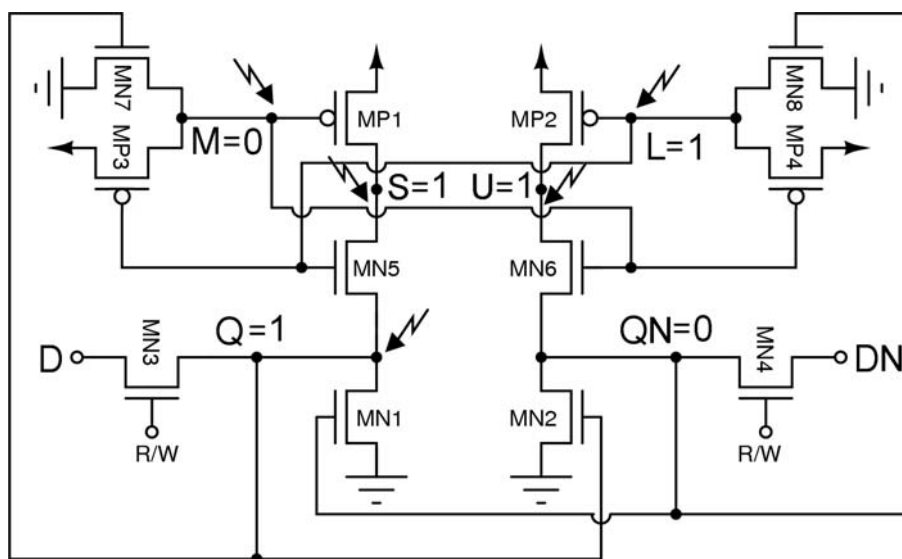 MN7
MN8
MP1
MP2
M=0
L=1
MP3
MP4
S=1
U=1
MN5
MN6
MN3
Q=1
QN=0
MN4
D
DN
MN1
MN2
R/W
R/W